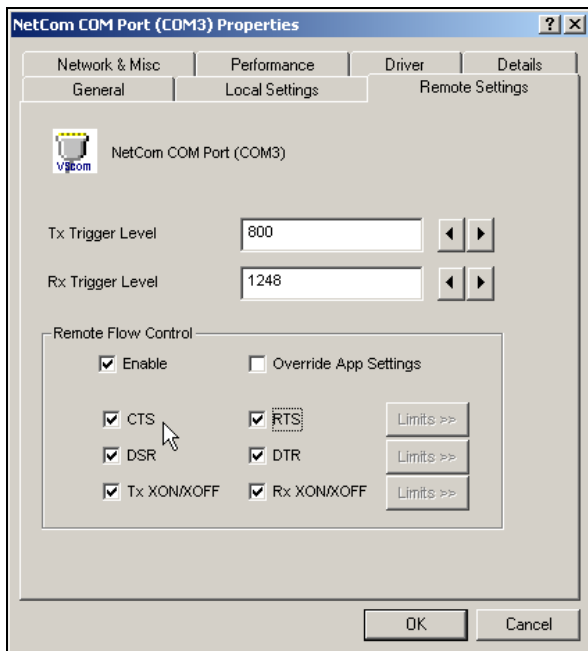 NetCom COM Port (COM3) Properties
Network & Misc Performance Driver Details
General Local Settings Remote Settings
VScom
NetCom COM Port (COM3)
Tx Trigger Level 800
Rx Trigger Level 1248
Remote Flow Control
Enable Override App Settings
CTS RTS Limits >>
DSR DTR Limits >>
Tx XON/XOFF Rx XON/XOFF Limits >>
OK Cancel